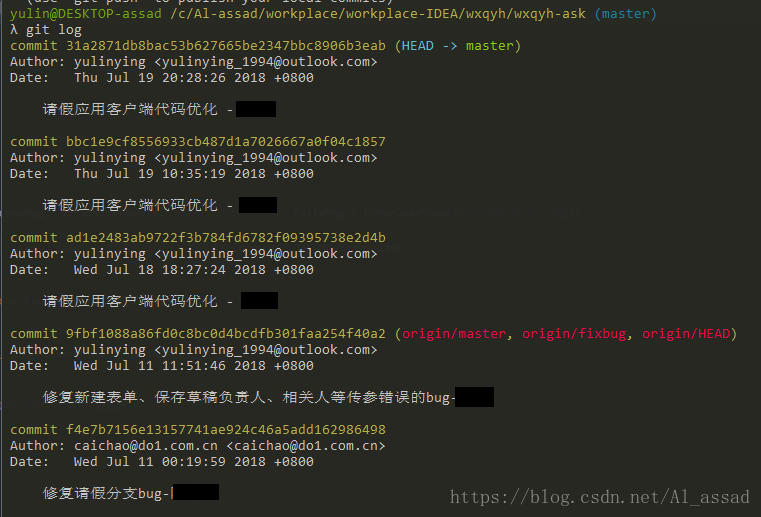 yulin@DESKTOP-assad /c/Al-assad/workplace/workplace-IDEA/wxqyh/wxqyh-ask (master)
λ git log
commit 31a2871db8bac53b627665be2347bbc8906b3eab (HEAD -> master)
Author: yulinying <yulinying_1994@outlook.com>
Date:   Thu Jul 19 20:28:26 2018 +0800
请假应用客户端代码优化 -
commit bbc1e9cf8556933cb487d1a7026667a0f04c1857
Author: yulinying <yulinying_1994@outlook.com>
Date:   Thu Jul 19 10:35:19 2018 +0800
请假应用客户端代码优化 -
commit ad1e2483ab9722f3b784fd6782f09395738e2d4b
Author: yulinying <yulinying_1994@outlook.com>
Date:   Wed Jul 18 18:27:24 2018 +0800
请假应用客户端代码优化 -
commit 9fbf1088a86fd0c8bc0d4bcdfb301faa254f40a2 (origin/master, origin/fixbug, origin/HEAD)
Author: yulinying <yulinying_1994@outlook.com>
Date:   Wed Jul 11 11:51:46 2018 +0800
修复新建表单、保存草稿负责人、相关人等传参错误的bug-
commit f4e7b7156e13157741ae924c46a5add162986498
Author: caichao@do1.com.cn <caichao@do1.com.cn>
Date:   Wed Jul 11 00:19:59 2018 +0800
修复请假分支bug-
https://blog.csdn.net/Al_assad